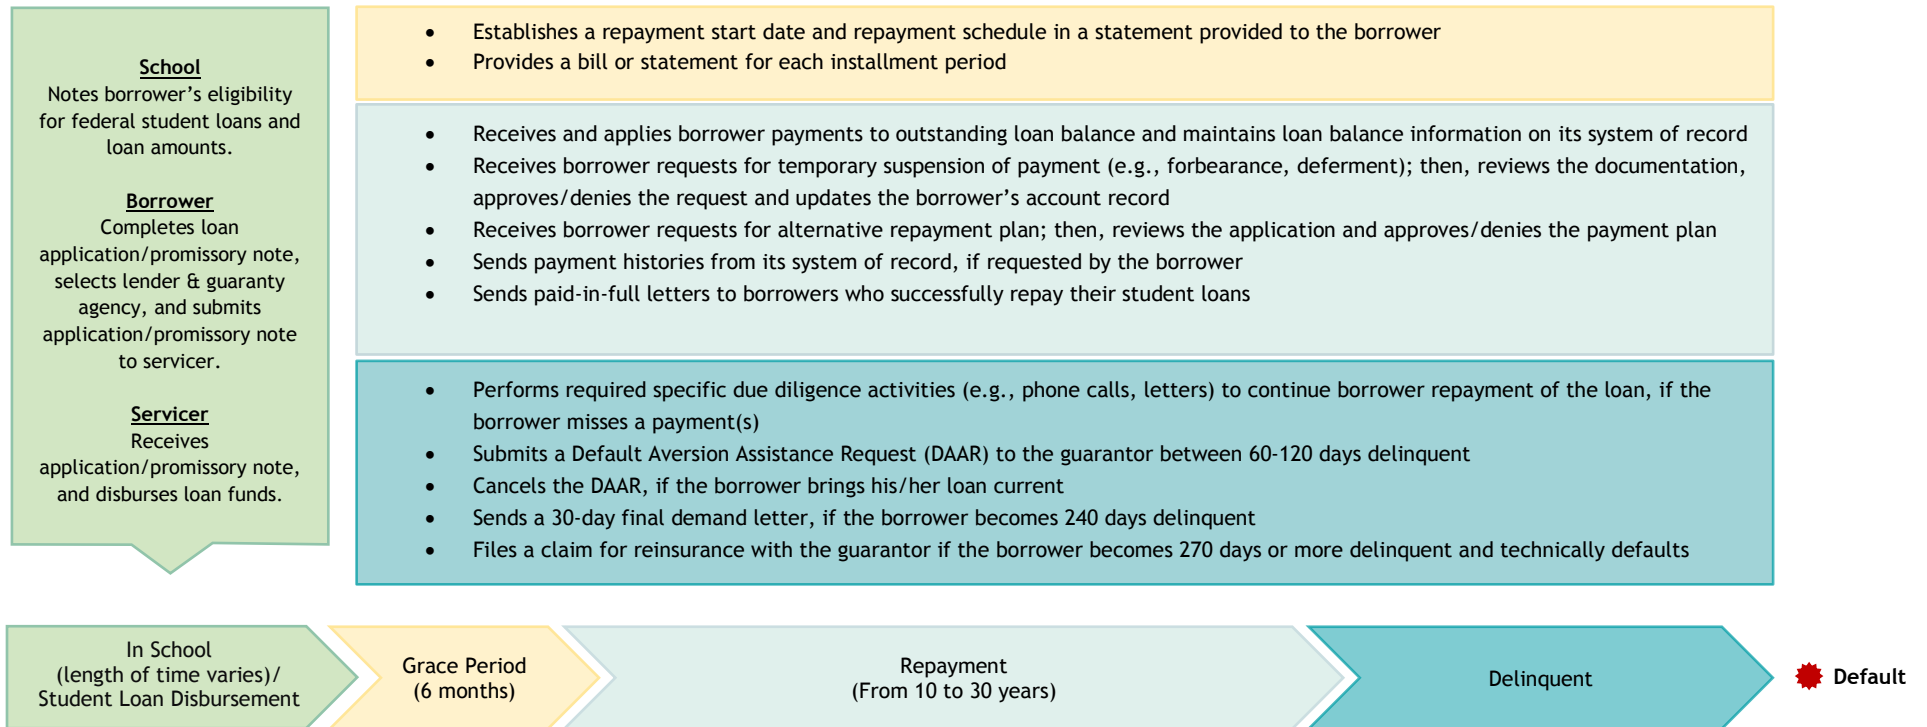 School
Notes borrower’s eligibility
for federal student loans and
loan amounts.
Borrower
Completes loan
application/promissory note,
selects lender & guaranty
agency, and submits
application/promissory note
to servicer.
Servicer
Receives
application/promissory note,
and disburses loan funds.
• Establishes a repayment start date and repayment schedule in a statement provided to the borrower
• Provides a bill or statement for each installment period
• Receives and applies borrower payments to outstanding loan balance and maintains loan balance information on its system of record
• Receives borrower requests for temporary suspension of payment (e.g., forbearance, deferment); then, reviews the documentation,
approves/denies the request and updates the borrower’s account record
• Receives borrower requests for alternative repayment plan; then, reviews the application and approves/denies the payment plan
• Sends payment histories from its system of record, if requested by the borrower
• Sends paid-in-full letters to borrowers who successfully repay their student loans
• Performs required specific due diligence activities (e.g., phone calls, letters) to continue borrower repayment of the loan, if the
borrower misses a payment(s)
• Submits a Default Aversion Assistance Request (DAAR) to the guarantor between 60-120 days delinquent
• Cancels the DAAR, if the borrower brings his/her loan current
• Sends a 30-day final demand letter, if the borrower becomes 240 days delinquent
• Files a claim for reinsurance with the guarantor if the borrower becomes 270 days or more delinquent and technically defaults
In School
(length of time varies)/
Student Loan Disbursement
Grace Period
(6 months)
Repayment
(From 10 to 30 years)
Delinquent
Default